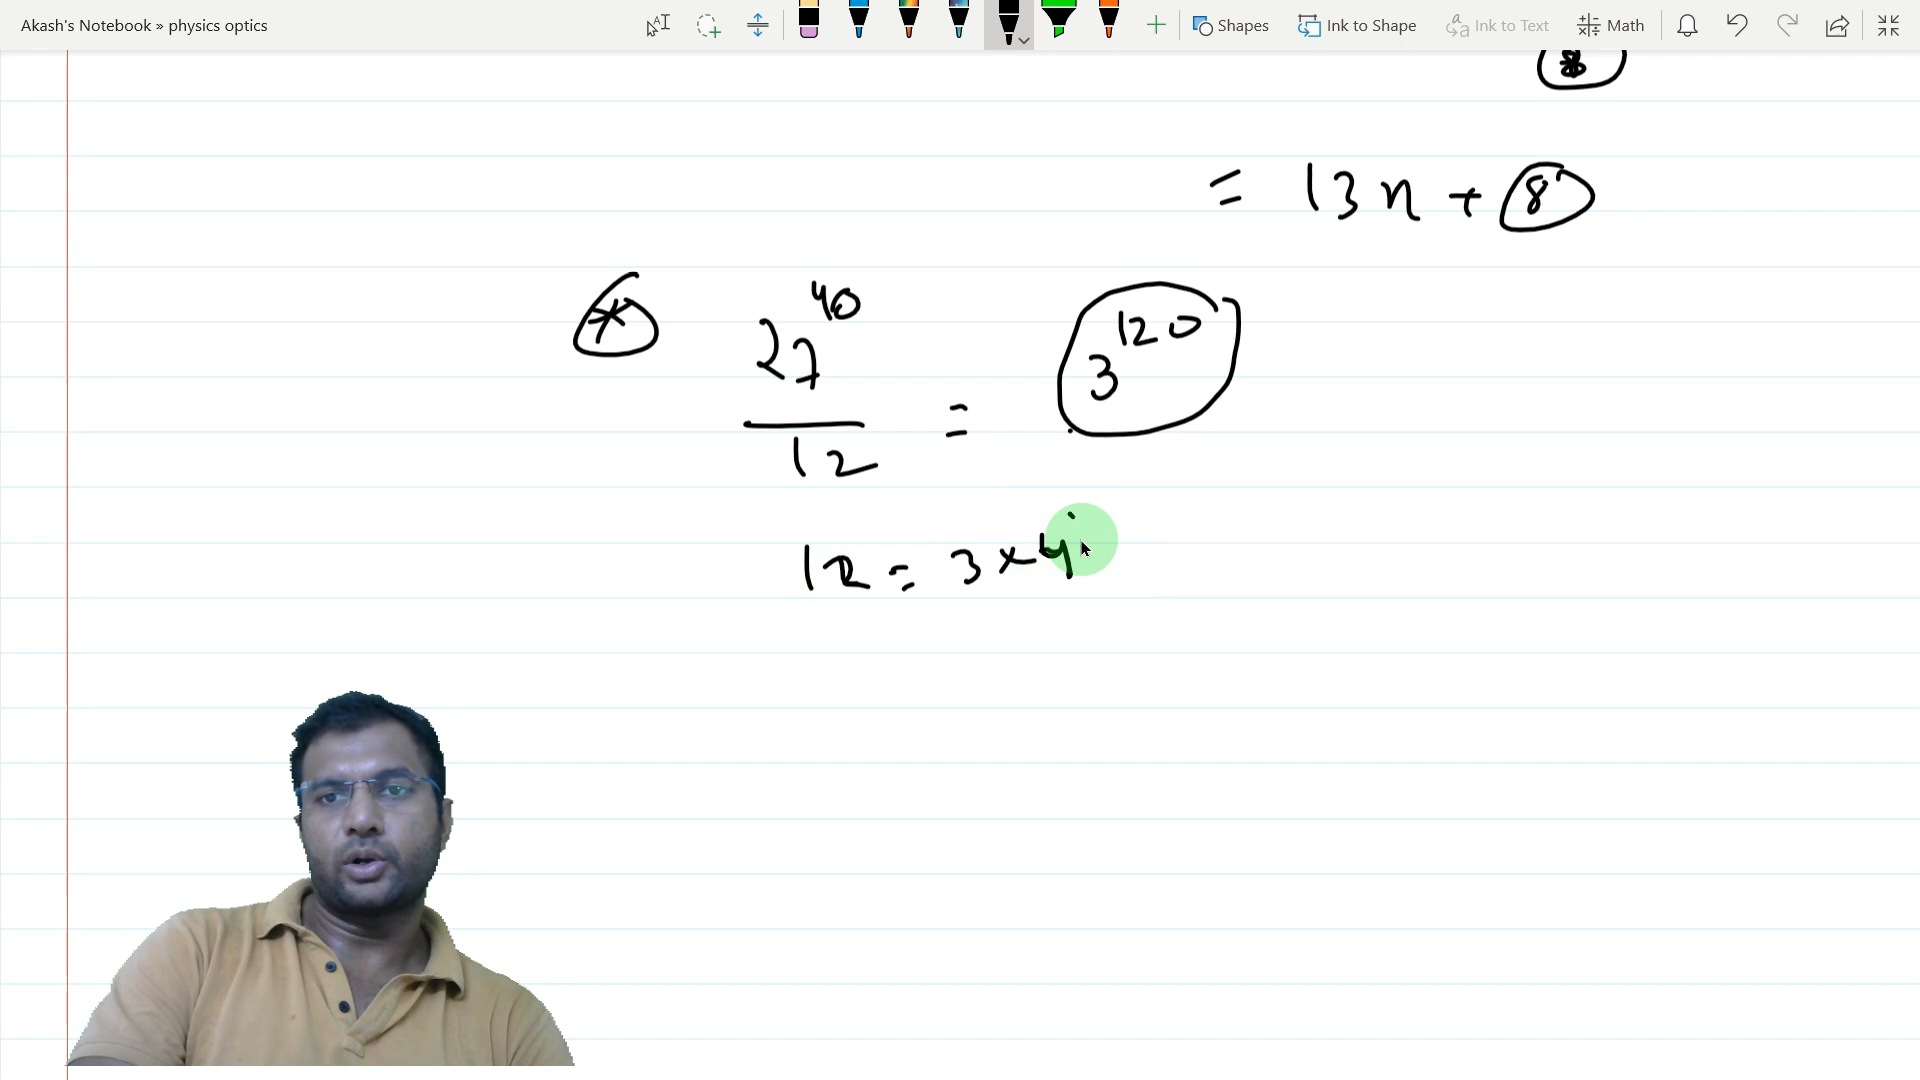 Akash's Notebook » physics optics
Shapes Ink to Shape Ink to Text Math
*
= 13n + 8
* 27^40 / 12 = 3^120
12 = 3 × 4